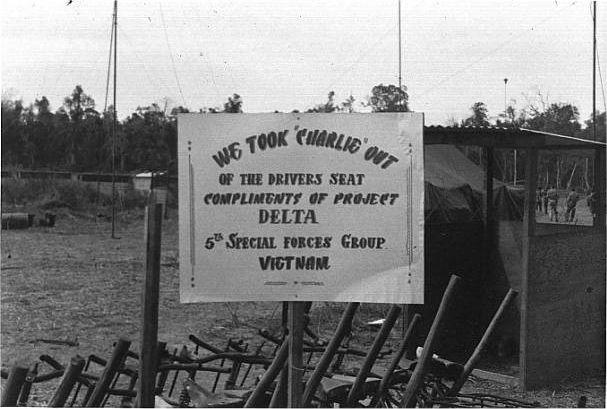 WE TOOK "CHARLIE" OUT
OF THE DRIVERS SEAT
COMPLIMENTS OF PROJECT
DELTA
5th SPECIAL FORCES GROUP
VIETNAM